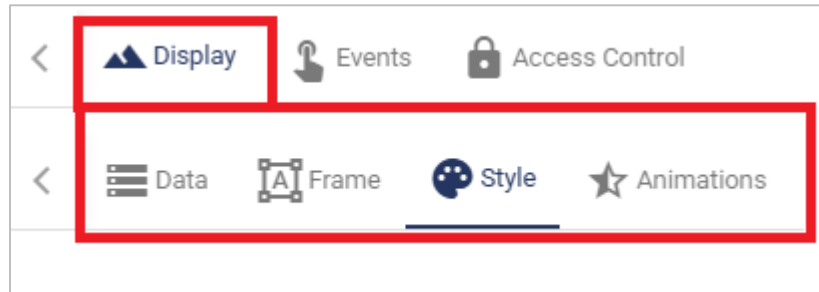 Display Events Access Control
Data Frame Style Animations